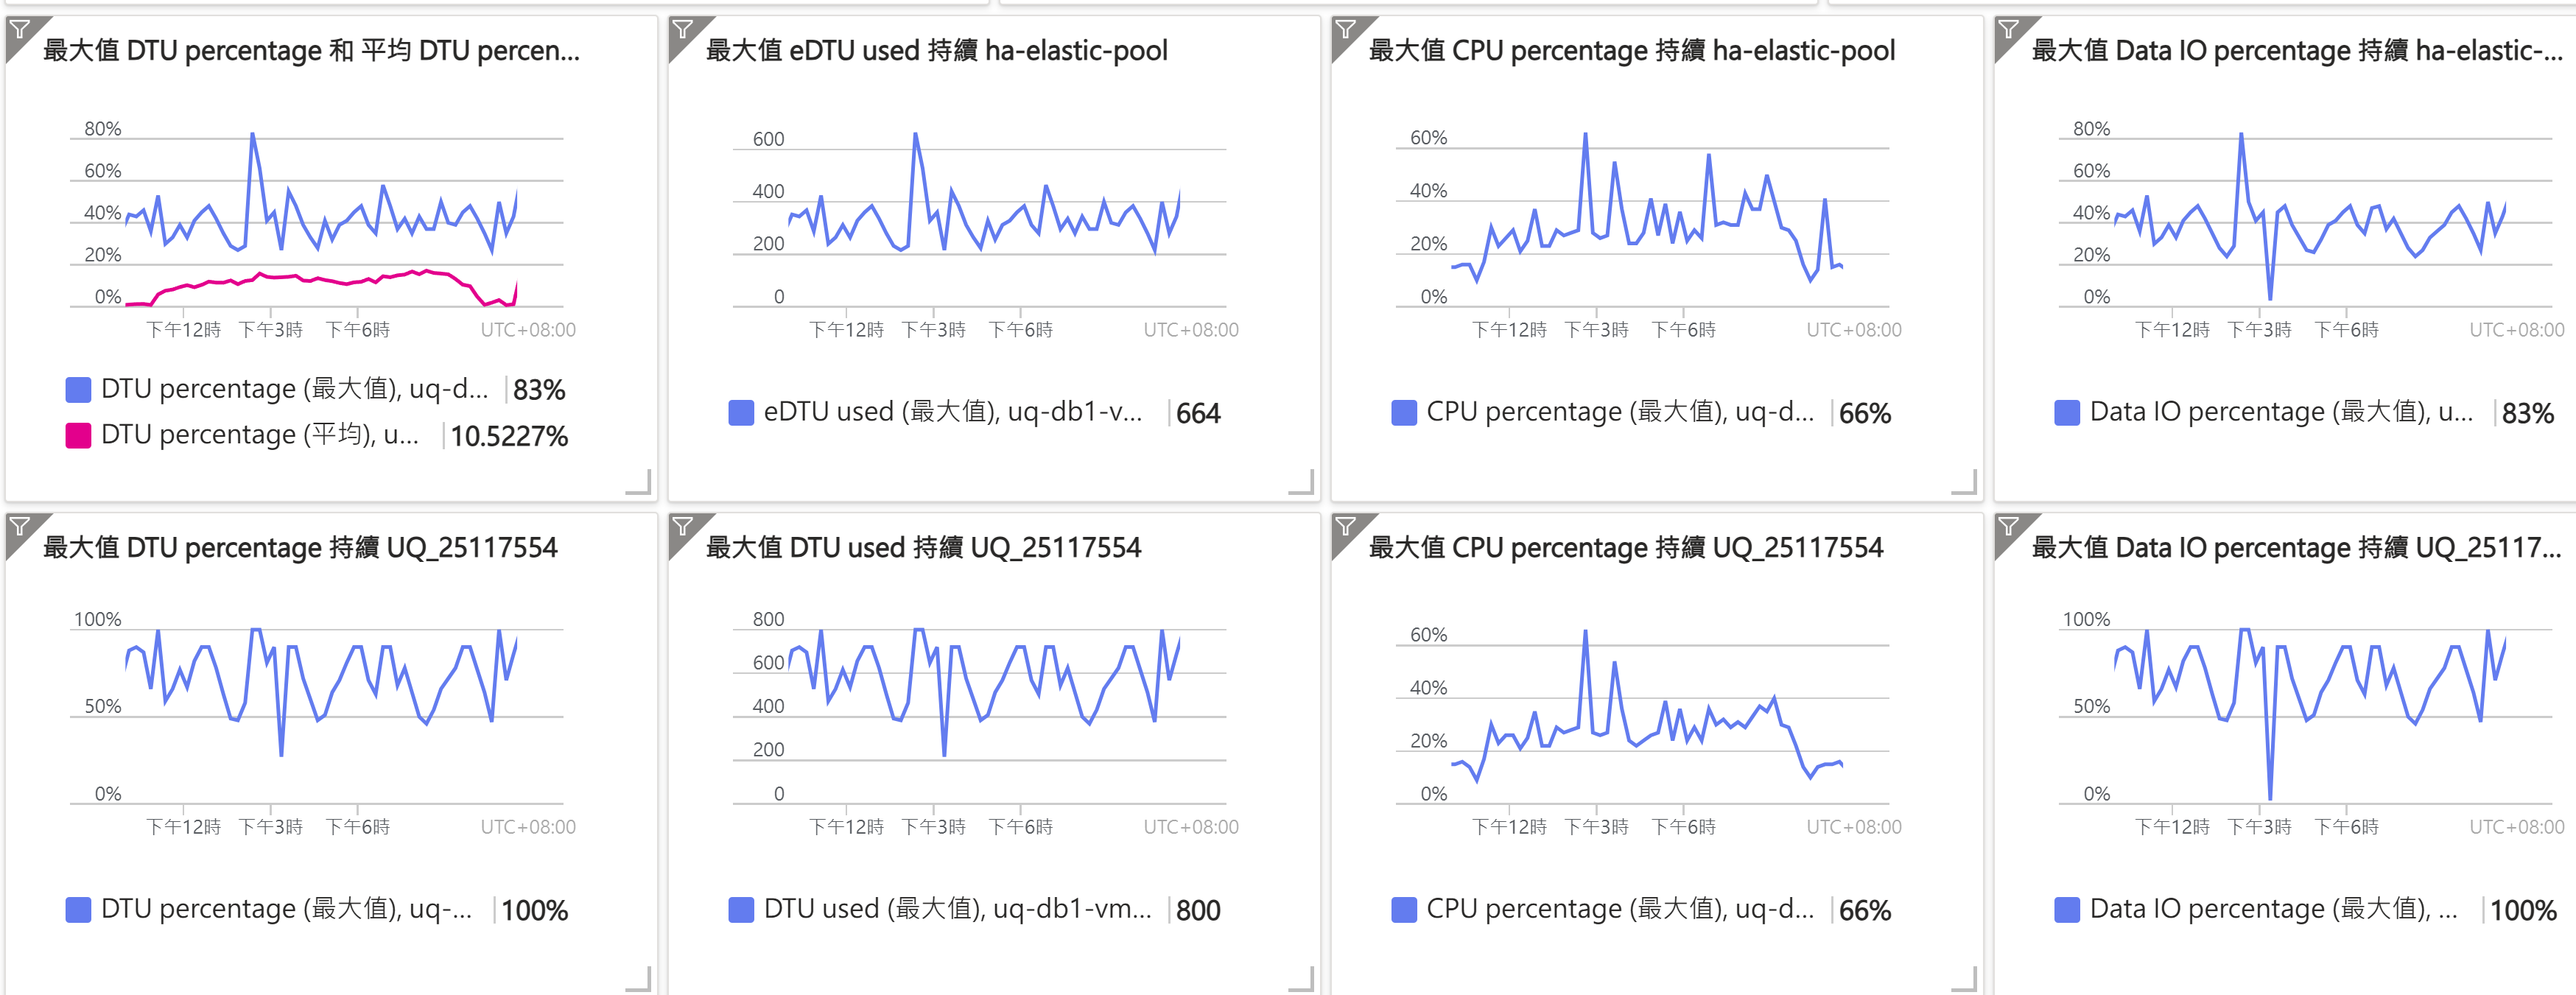 最大值 DTU percentage 和 平均 DTU percen...
80%
60%
40%
20%
0%
下午12時 下午3時 下午6時 UTC+08:00
DTU percentage (最大值), uq-d... 83%
DTU percentage (平均), u... 10.5227%
最大值 eDTU used 持續 ha-elastic-pool
600
400
200
0
下午12時 下午3時 下午6時 UTC+08:00
eDTU used (最大值), uq-db1-v... 664
最大值 CPU percentage 持續 ha-elastic-pool
60%
40%
20%
0%
下午12時 下午3時 下午6時 UTC+08:00
CPU percentage (最大值), uq-d... 66%
最大值 Data IO percentage 持續 ha-elastic-...
80%
60%
40%
20%
0%
下午12時 下午3時 下午6時 UTC+08:00
Data IO percentage (最大值), u... 83%
最大值 DTU percentage 持續 UQ_25117554
100%
50%
0%
下午12時 下午3時 下午6時 UTC+08:00
DTU percentage (最大值), uq-... 100%
最大值 DTU used 持續 UQ_25117554
800
600
400
200
0
下午12時 下午3時 下午6時 UTC+08:00
DTU used (最大值), uq-db1-vm... 800
最大值 CPU percentage 持續 UQ_25117554
60%
40%
20%
0%
下午12時 下午3時 下午6時 UTC+08:00
CPU percentage (最大值), uq-d... 66%
最大值 Data IO percentage 持續 UQ_25117...
100%
50%
0%
下午12時 下午3時 下午6時 UTC+08:00
Data IO percentage (最大值), ... 100%